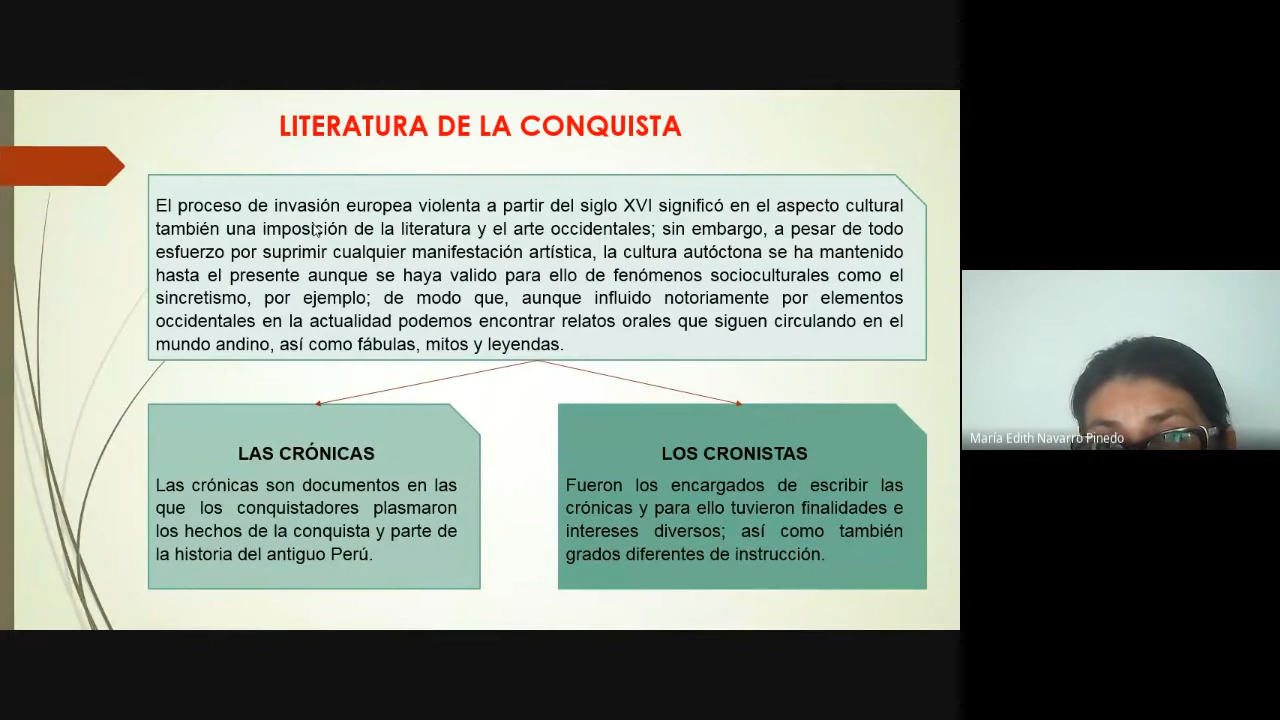 LITERATURA DE LA CONQUISTA
El proceso de invasión europea violenta a partir del siglo XVI significó en el aspecto cultural
también una imposición de la literatura y el arte occidentales; sin embargo, a pesar de todo
esfuerzo por suprimir cualquier manifestación artística, la cultura autóctona se ha mantenido
hasta el presente aunque se haya valido para ello de fenómenos socioculturales como el
sincretismo, por ejemplo; de modo que, aunque influido notoriamente por elementos
occidentales en la actualidad podemos encontrar relatos orales que siguen circulando en el
mundo andino, así como fábulas, mitos y leyendas.
LAS CRÓNICAS
Las crónicas son documentos en las
que los conquistadores plasmaron
los hechos de la conquista y parte de
la historia del antiguo Perú.
LOS CRONISTAS
Fueron los encargados de escribir las
crónicas y para ello tuvieron finalidades e
intereses diversos; así como también
grados diferentes de instrucción.
María Edith Navarro Pinedo